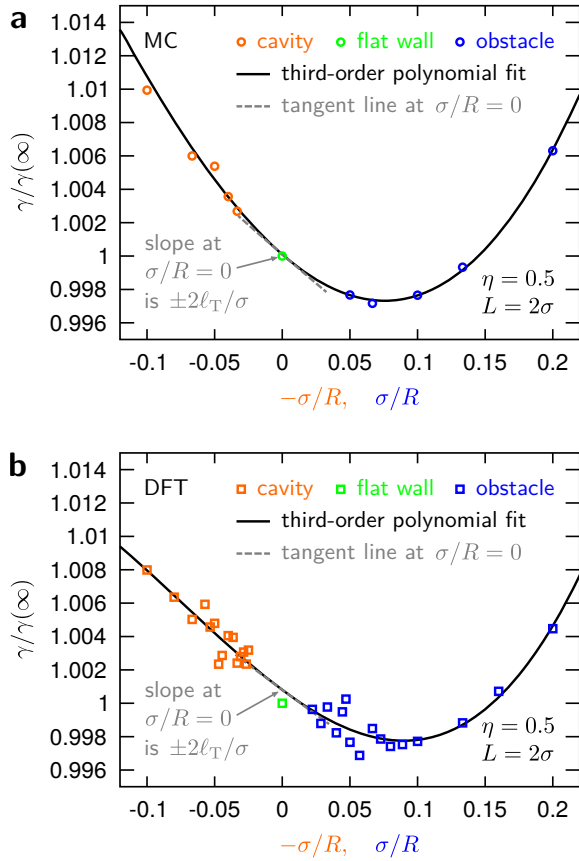 a
1.014
1.012
1.01
1.008
1.006
1.004
1.002
1
0.998
0.996
γ/γ(∞)
MC
cavity
flat wall
obstacle
third-order polynomial fit
tangent line at σ/R = 0
slope at
σ/R = 0
is ±2ℓ_T/σ
η = 0.5
L = 2σ
-0.1 -0.05 0 0.05 0.1 0.15 0.2
−σ/R, σ/R
b
1.014
1.012
1.01
1.008
1.006
1.004
1.002
1
0.998
0.996
γ/γ(∞)
DFT
cavity
flat wall
obstacle
third-order polynomial fit
tangent line at σ/R = 0
slope at
σ/R = 0
is ±2ℓ_T/σ
η = 0.5
L = 2σ
-0.1 -0.05 0 0.05 0.1 0.15 0.2
−σ/R, σ/R